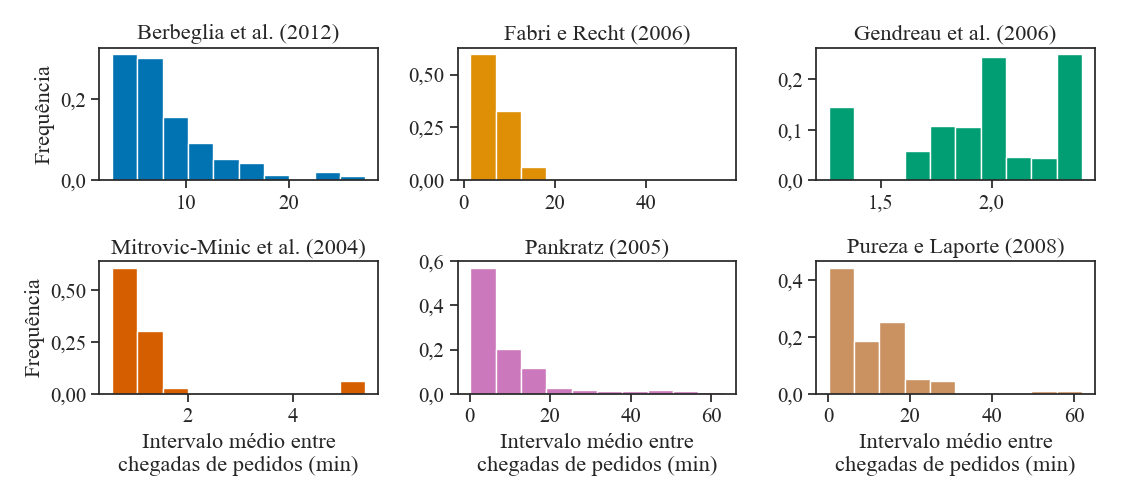 Berbeglia et al. (2012)
Fabri e Recht (2006)
Gendreau et al. (2006)
Frequência
0,2
0,0
10
20
0,50
0,25
0,00
0
20
40
0,2
0,1
0,0
1,5
2,0
Mitrovic-Minic et al. (2004)
Pankratz (2005)
Pureza e Laporte (2008)
Frequência
0,50
0,25
0,00
2
4
Intervalo médio entre
chegadas de pedidos (min)
0,6
0,4
0,2
0,0
0
20
40
60
Intervalo médio entre
chegadas de pedidos (min)
0,4
0,2
0,0
0
20
40
60
Intervalo médio entre
chegadas de pedidos (min)